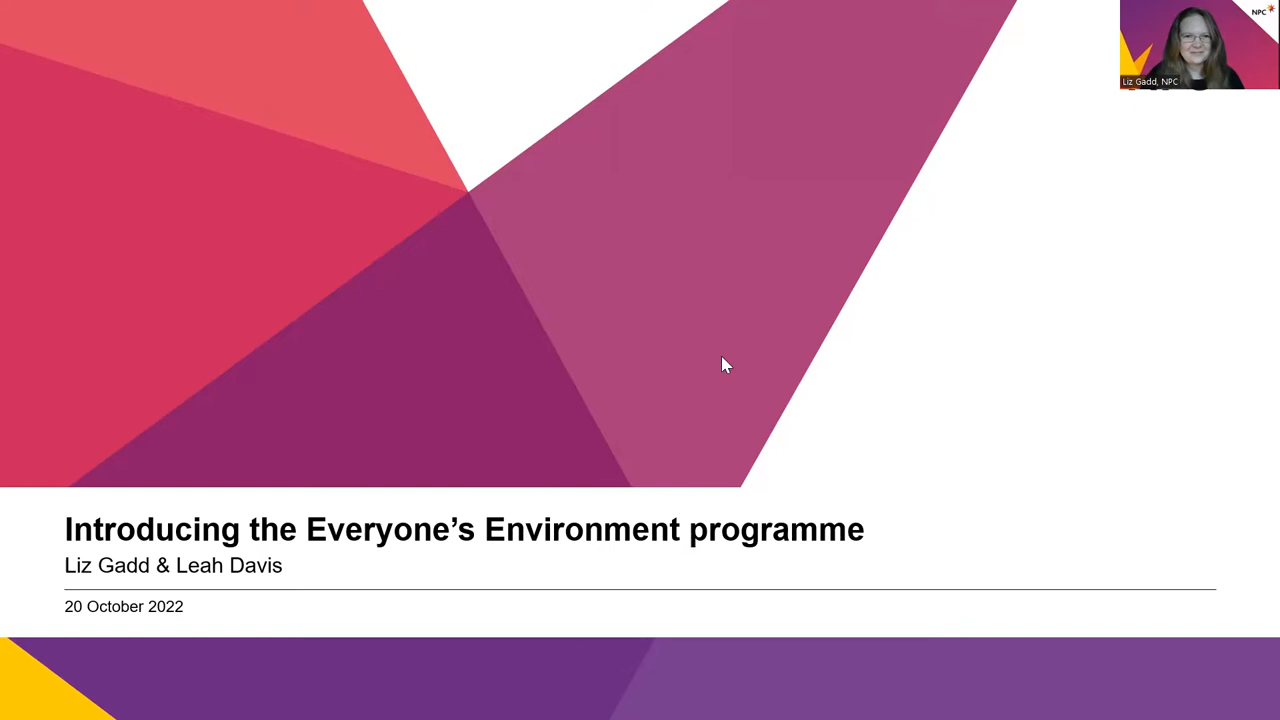 NPC
Liz Gadd, NPC
Introducing the Everyone’s Environment programme
Liz Gadd & Leah Davis
20 October 2022